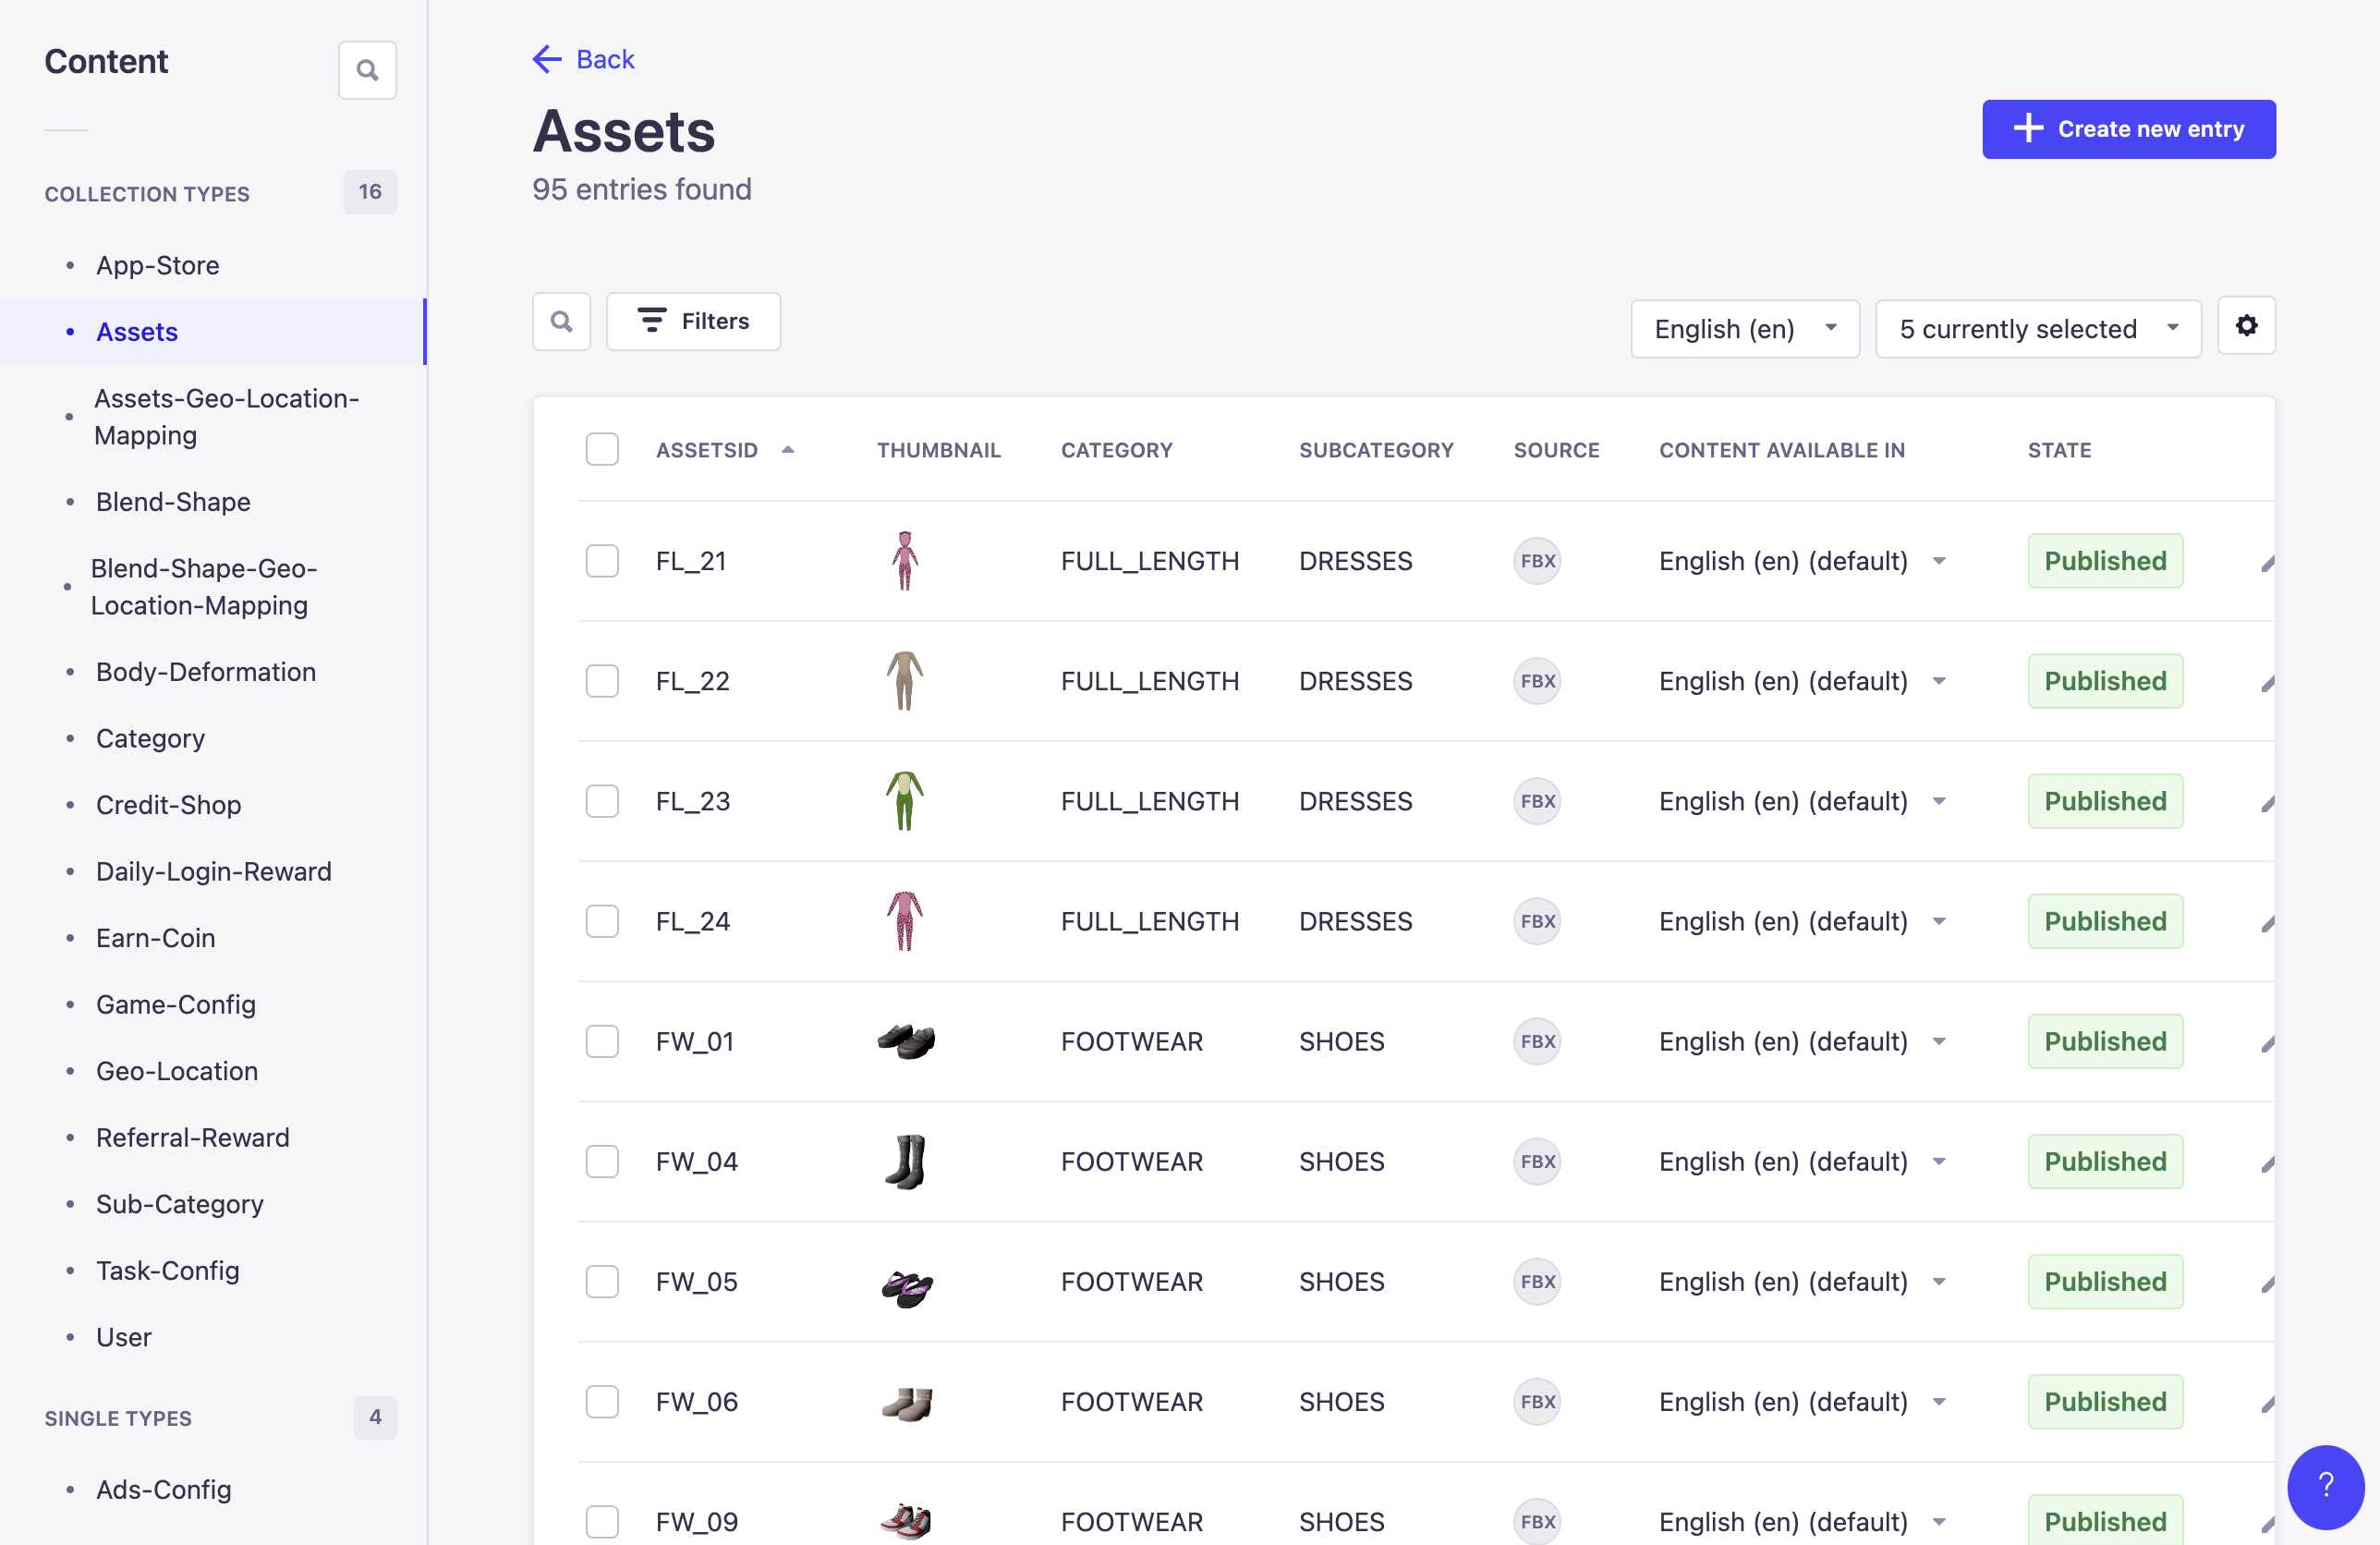 Content
COLLECTION TYPES 16
App-Store
Assets
Assets-Geo-Location-
Mapping
Blend-Shape
Blend-Shape-Geo-
Location-Mapping
Body-Deformation
Category
Credit-Shop
Daily-Login-Reward
Earn-Coin
Game-Config
Geo-Location
Referral-Reward
Sub-Category
Task-Config
User
SINGLE TYPES 4
Ads-Config
Back
Assets
Create new entry
95 entries found
Filters
English (en)
5 currently selected
ASSETSID THUMBNAIL CATEGORY SUBCATEGORY SOURCE CONTENT AVAILABLE IN STATE
FL_21 FULL_LENGTH DRESSES FBX English (en) (default) Published
FL_22 FULL_LENGTH DRESSES FBX English (en) (default) Published
FL_23 FULL_LENGTH DRESSES FBX English (en) (default) Published
FL_24 FULL_LENGTH DRESSES FBX English (en) (default) Published
FW_01 FOOTWEAR SHOES FBX English (en) (default) Published
FW_04 FOOTWEAR SHOES FBX English (en) (default) Published
FW_05 FOOTWEAR SHOES FBX English (en) (default) Published
FW_06 FOOTWEAR SHOES FBX English (en) (default) Published
FW_09 FOOTWEAR SHOES FBX English (en) (default) Published
?